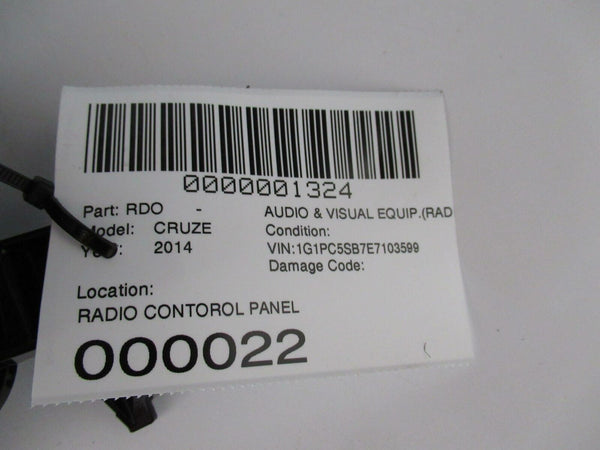 0000001324
Part: RDO - AUDIO & VISUAL EQUIP.(RAD
Model: CRUZE Condition:
2014 VIN:1G1PC5SB7E7103599
Damage Code:
Location:
RADIO CONTOROL PANEL
000022